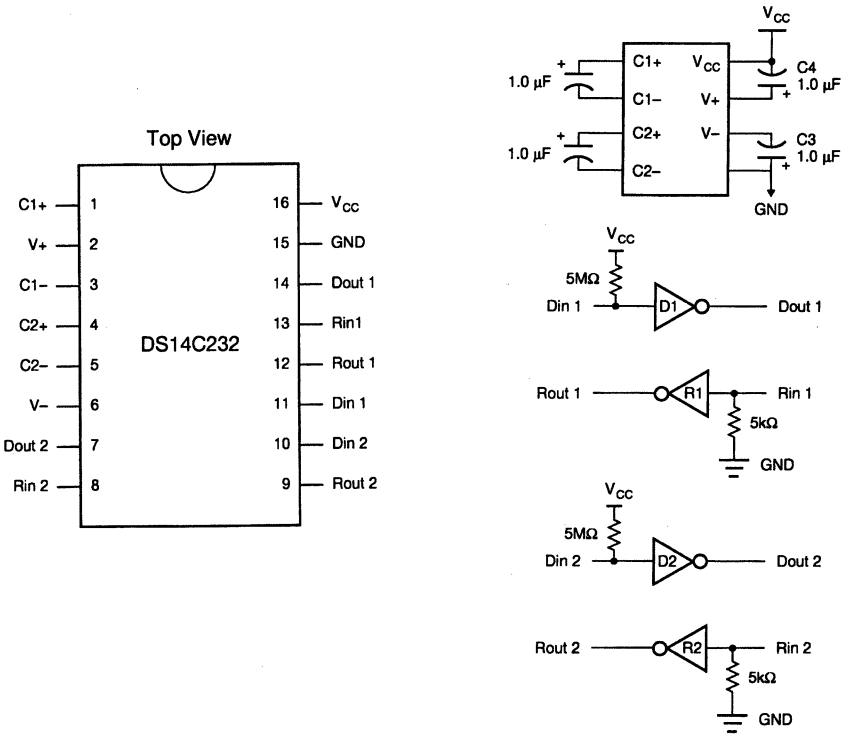 Top View
C1+ 1
V+ 2
C1– 3
C2+ 4
C2– 5
V– 6
Dout 2 7
Rin 2 8
DS14C232
16 VCC
15 GND
14 Dout 1
13 Rin1
12 Rout 1
11 Din 1
10 Din 2
9 Rout 2
VCC
+ C1+ VCC C4
1.0 µF 1.0 µF
C1– V+ +
+ C2+ V– C3
1.0 µF 1.0 µF
C2– +
GND
VCC
5MΩ
Din 1 D1 Dout 1
Rout 1 R1 Rin 1
5kΩ
GND
VCC
5MΩ
Din 2 D2 Dout 2
Rout 2 R2 Rin 2
5kΩ
GND